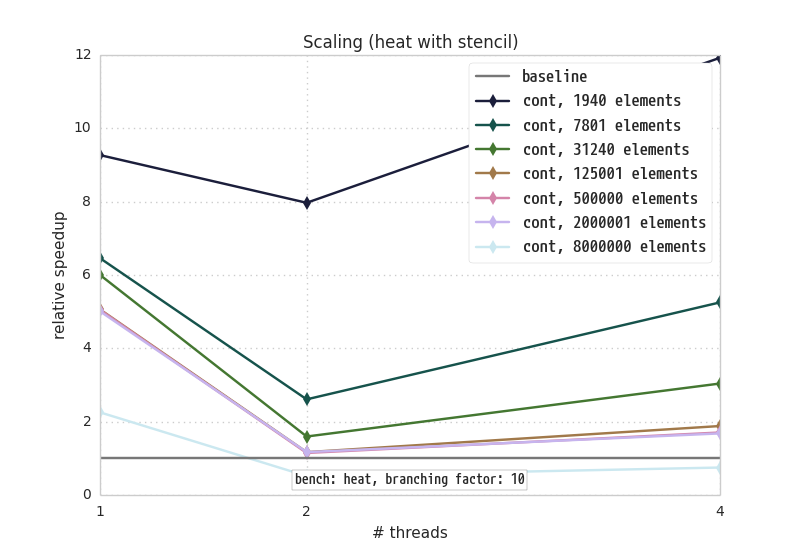 Scaling (heat with stencil)
12
10
8
6
4
2
0
relative speedup
baseline
cont, 1940 elements
cont, 7801 elements
cont, 31240 elements
cont, 125001 elements
cont, 500000 elements
cont, 2000001 elements
cont, 8000000 elements
bench: heat, branching factor: 10
1 2 4
# threads